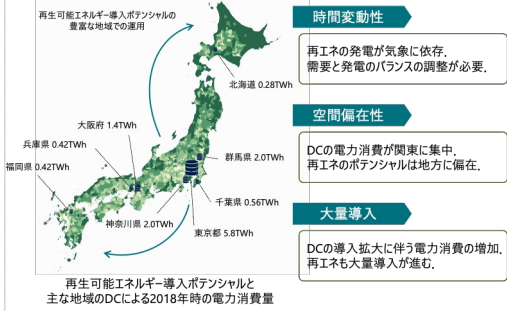 再生可能エネルギー導入ポテンシャルの
豊富な地域での運用
北海道 0.28TWh
大阪府 1.4TWh
兵庫県 0.42TWh
福岡県 0.42TWh
群馬県 2.0TWh
千葉県 0.56TWh
神奈川県 2.0TWh
東京都 5.8TWh
再生可能エネルギー導入ポテンシャルと
主な地域のDCによる2018年時の電力消費量
時間変動性
再エネの発電が気象に依存.
需要と発電のバランスの調整が必要.
空間偏在性
DCの電力消費が関東に集中.
再エネのポテンシャルは地方に偏在.
大量導入
DCの導入拡大に伴う電力消費の増加.
再エネも大量導入が進む.